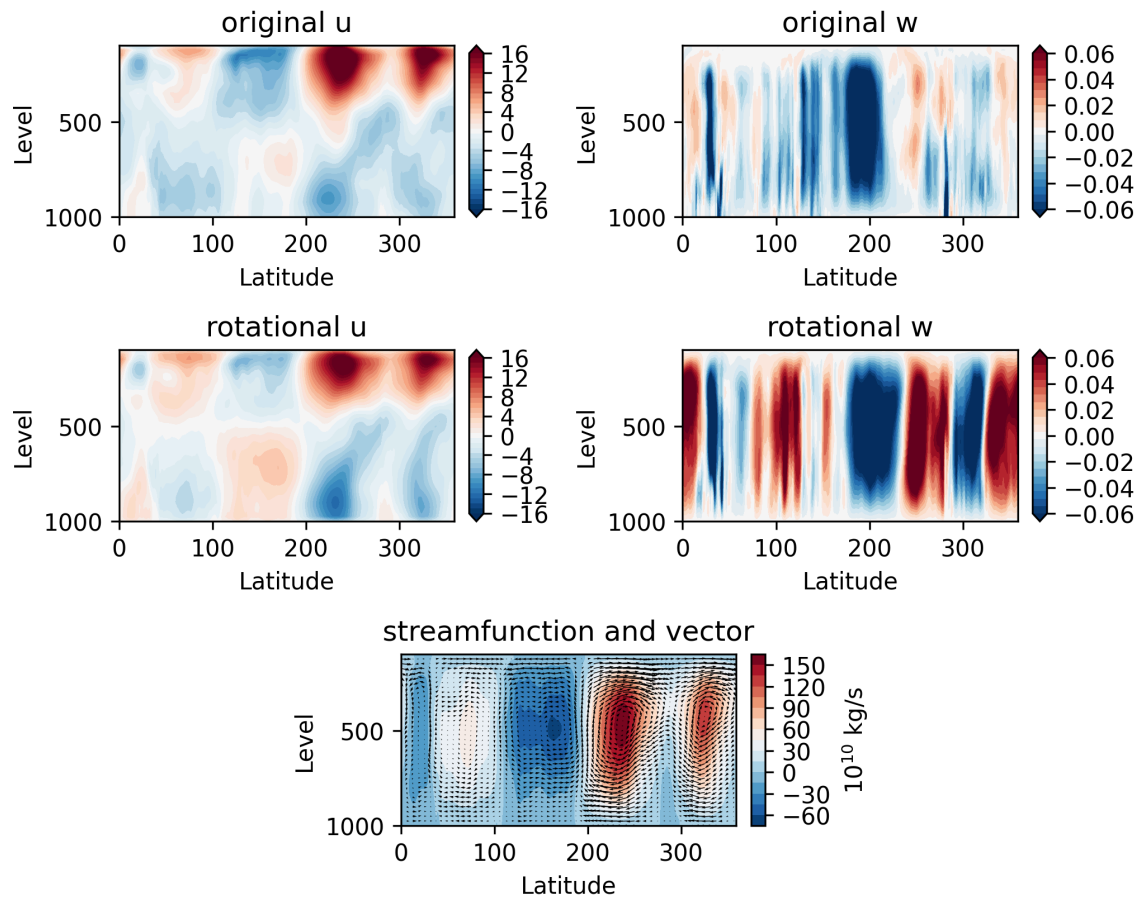 original u
original w
16
12
8
4
0
−4
−8
−12
−16
0.06
0.04
0.02
0.00
−0.02
−0.04
−0.06
Level
500
1000
0 100 200 300
Latitude
Level
500
1000
0 100 200 300
Latitude
rotational u
rotational w
16
12
8
4
0
−4
−8
−12
−16
0.06
0.04
0.02
0.00
−0.02
−0.04
−0.06
Level
500
1000
0 100 200 300
Latitude
Level
500
1000
0 100 200 300
Latitude
streamfunction and vector
Level
500
1000
0 100 200 300
Latitude
150
120
90
60
30
0
−30
−60
10¹⁰ kg/s